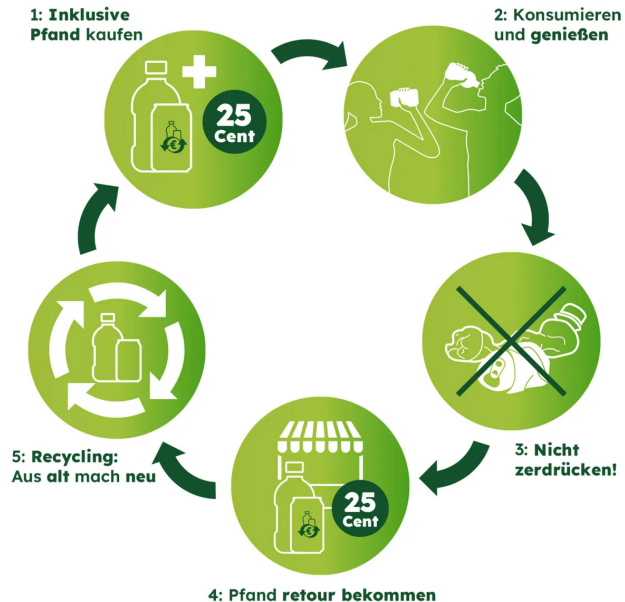 1: Inklusive
Pfand kaufen
25
Cent
2: Konsumieren
und genießen
3: Nicht
zerdrücken!
25
Cent
4: Pfand retour bekommen
5: Recycling:
Aus alt mach neu